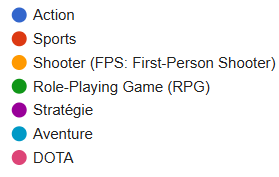 Action
Sports
Shooter (FPS: First-Person Shooter)
Role-Playing Game (RPG)
Stratégie
Aventure
DOTA